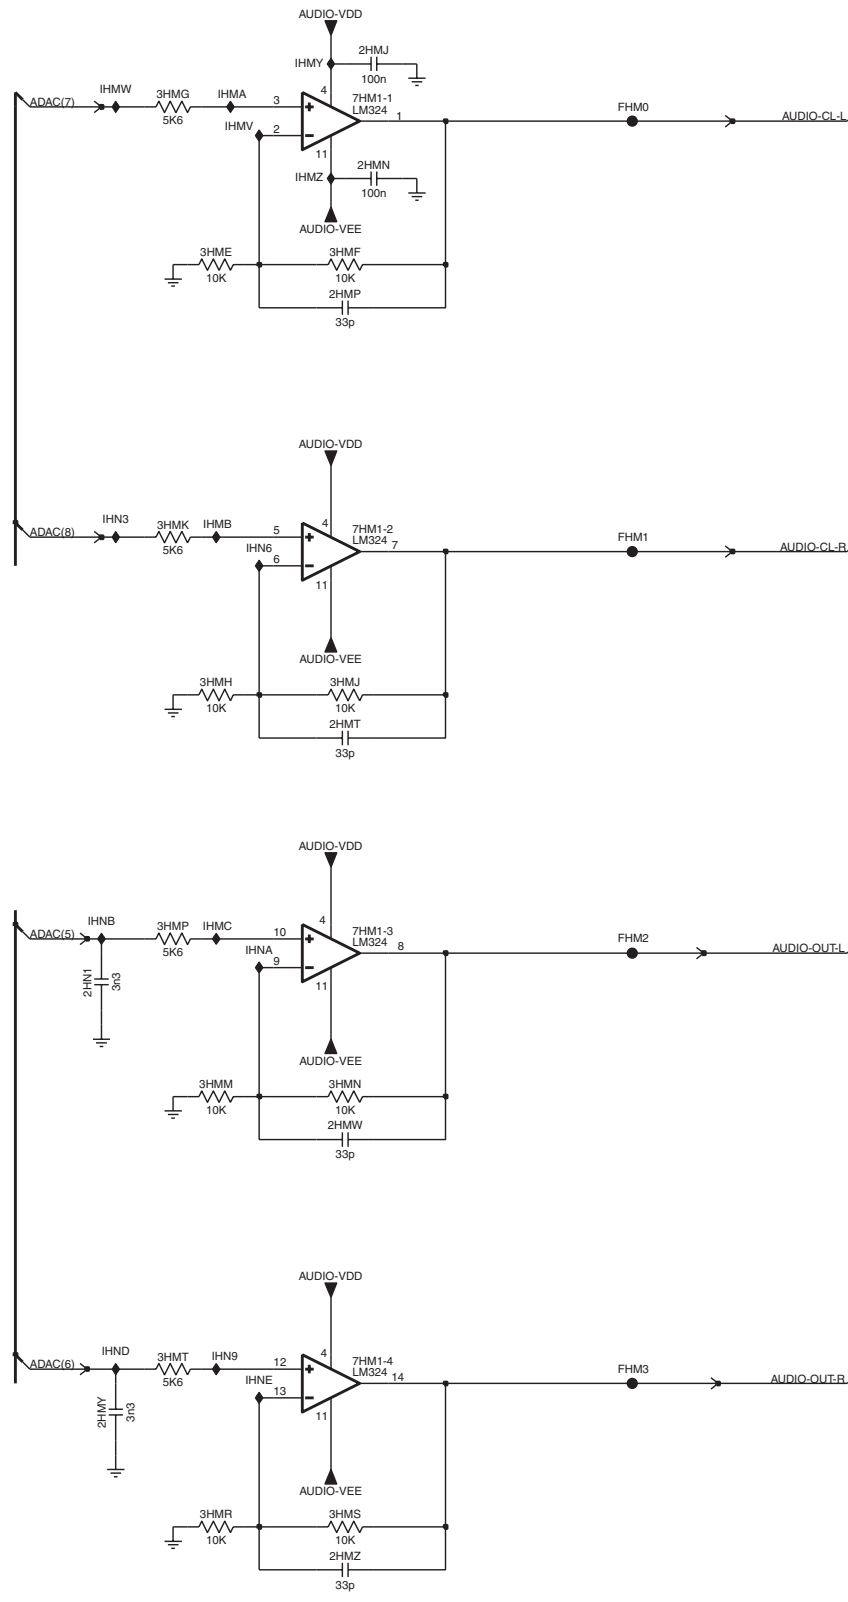 AUDIO-VDD
IHMY
2HMJ
100n
4
IHMW
ADAC(7)
3HMG
5K6
IHMA
3
7HM1-1
LM324
1
FHM0
AUDIO-CL-L
IHMV
2
11
IHMZ
2HMN
100n
AUDIO-VEE
3HME
10K
3HMF
10K
2HMP
33p
AUDIO-VDD
4
IHN3
ADAC(8)
3HMK
5K6
IHMB
5
7HM1-2
LM324
7
FHM1
AUDIO-CL-R
IHN6
6
11
AUDIO-VEE
3HMH
10K
3HMJ
10K
2HMT
33p
AUDIO-VDD
4
IHNB
ADAC(5)
3HMP
5K6
IHMC
10
7HM1-3
LM324
8
FHM2
AUDIO-OUT-L
IHNA
9
2HN1
3n3
11
AUDIO-VEE
3HMM
10K
3HMN
10K
2HMW
33p
AUDIO-VDD
4
IHND
ADAC(6)
3HMT
5K6
IHN9
12
7HM1-4
LM324
14
FHM3
AUDIO-OUT-R
IHNE
13
2HMY
3n3
11
AUDIO-VEE
3HMR
10K
3HMS
10K
2HMZ
33p